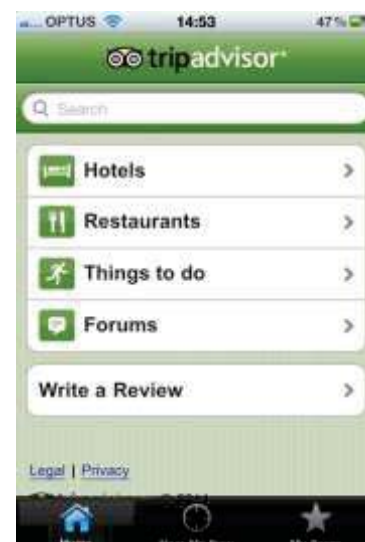 OPTUS 14:53 47%
tripadvisor
Search
Hotels
Restaurants
Things to do
Forums
Write a Review
Legal | Privacy